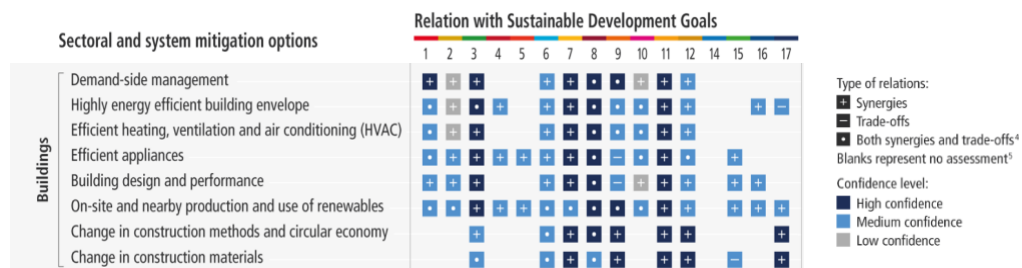 Relation with Sustainable Development Goals
Sectoral and system mitigation options
1 2 3 4 5 6 7 8 9 10 11 12 14 15 16 17
Buildings
Demand-side management
Highly energy efficient building envelope
Efficient heating, ventilation and air conditioning (HVAC)
Efficient appliances
Building design and performance
On-site and nearby production and use of renewables
Change in construction methods and circular economy
Change in construction materials
Type of relations:
+ Synergies
− Trade-offs
• Both synergies and trade-offs⁴
Blanks represent no assessment⁵
Confidence level:
High confidence
Medium confidence
Low confidence